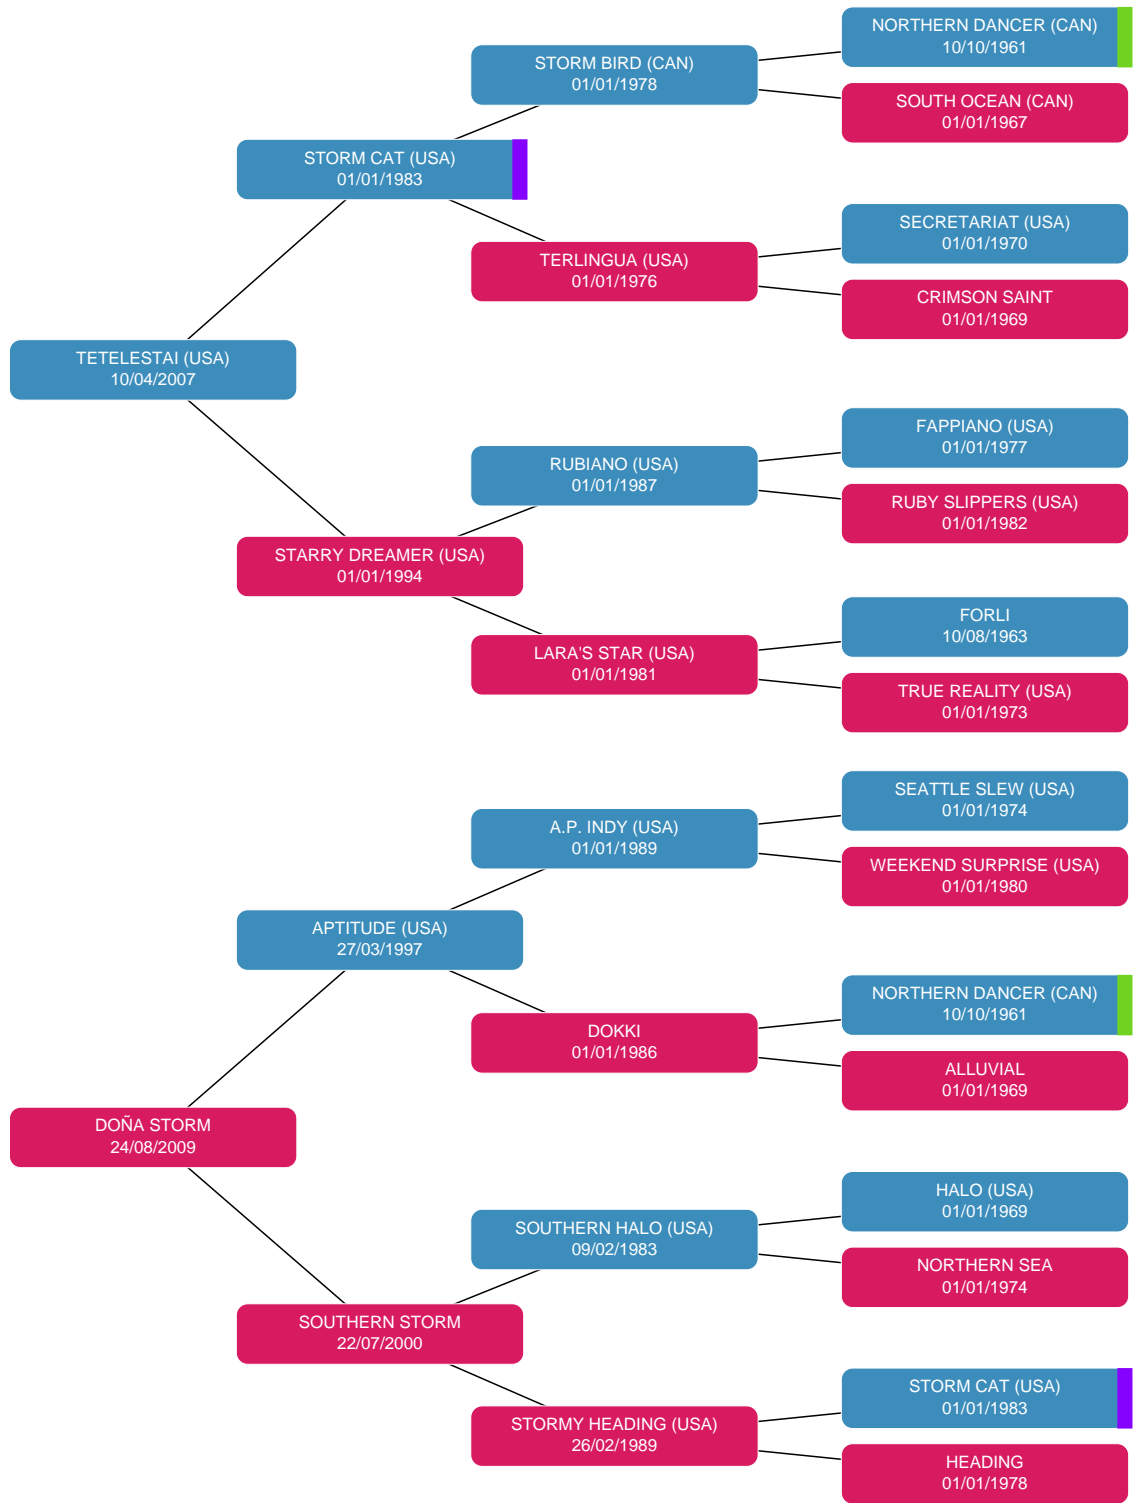 NORTHERN DANCER (CAN)
10/10/1961
STORM BIRD (CAN)
01/01/1978
SOUTH OCEAN (CAN)
01/01/1967
STORM CAT (USA)
01/01/1983
SECRETARIAT (USA)
01/01/1970
TERLINGUA (USA)
01/01/1976
CRIMSON SAINT
01/01/1969
TETELESTAI (USA)
10/04/2007
FAPPIANO (USA)
01/01/1977
RUBIANO (USA)
01/01/1987
RUBY SLIPPERS (USA)
01/01/1982
STARRY DREAMER (USA)
01/01/1994
FORLI
10/08/1963
LARA'S STAR (USA)
01/01/1981
TRUE REALITY (USA)
01/01/1973
SEATTLE SLEW (USA)
01/01/1974
A.P. INDY (USA)
01/01/1989
WEEKEND SURPRISE (USA)
01/01/1980
APTITUDE (USA)
27/03/1997
NORTHERN DANCER (CAN)
10/10/1961
DOKKI
01/01/1986
ALLUVIAL
01/01/1969
DOÑA STORM
24/08/2009
HALO (USA)
01/01/1969
SOUTHERN HALO (USA)
09/02/1983
NORTHERN SEA
01/01/1974
SOUTHERN STORM
22/07/2000
STORM CAT (USA)
01/01/1983
STORMY HEADING (USA)
26/02/1989
HEADING
01/01/1978